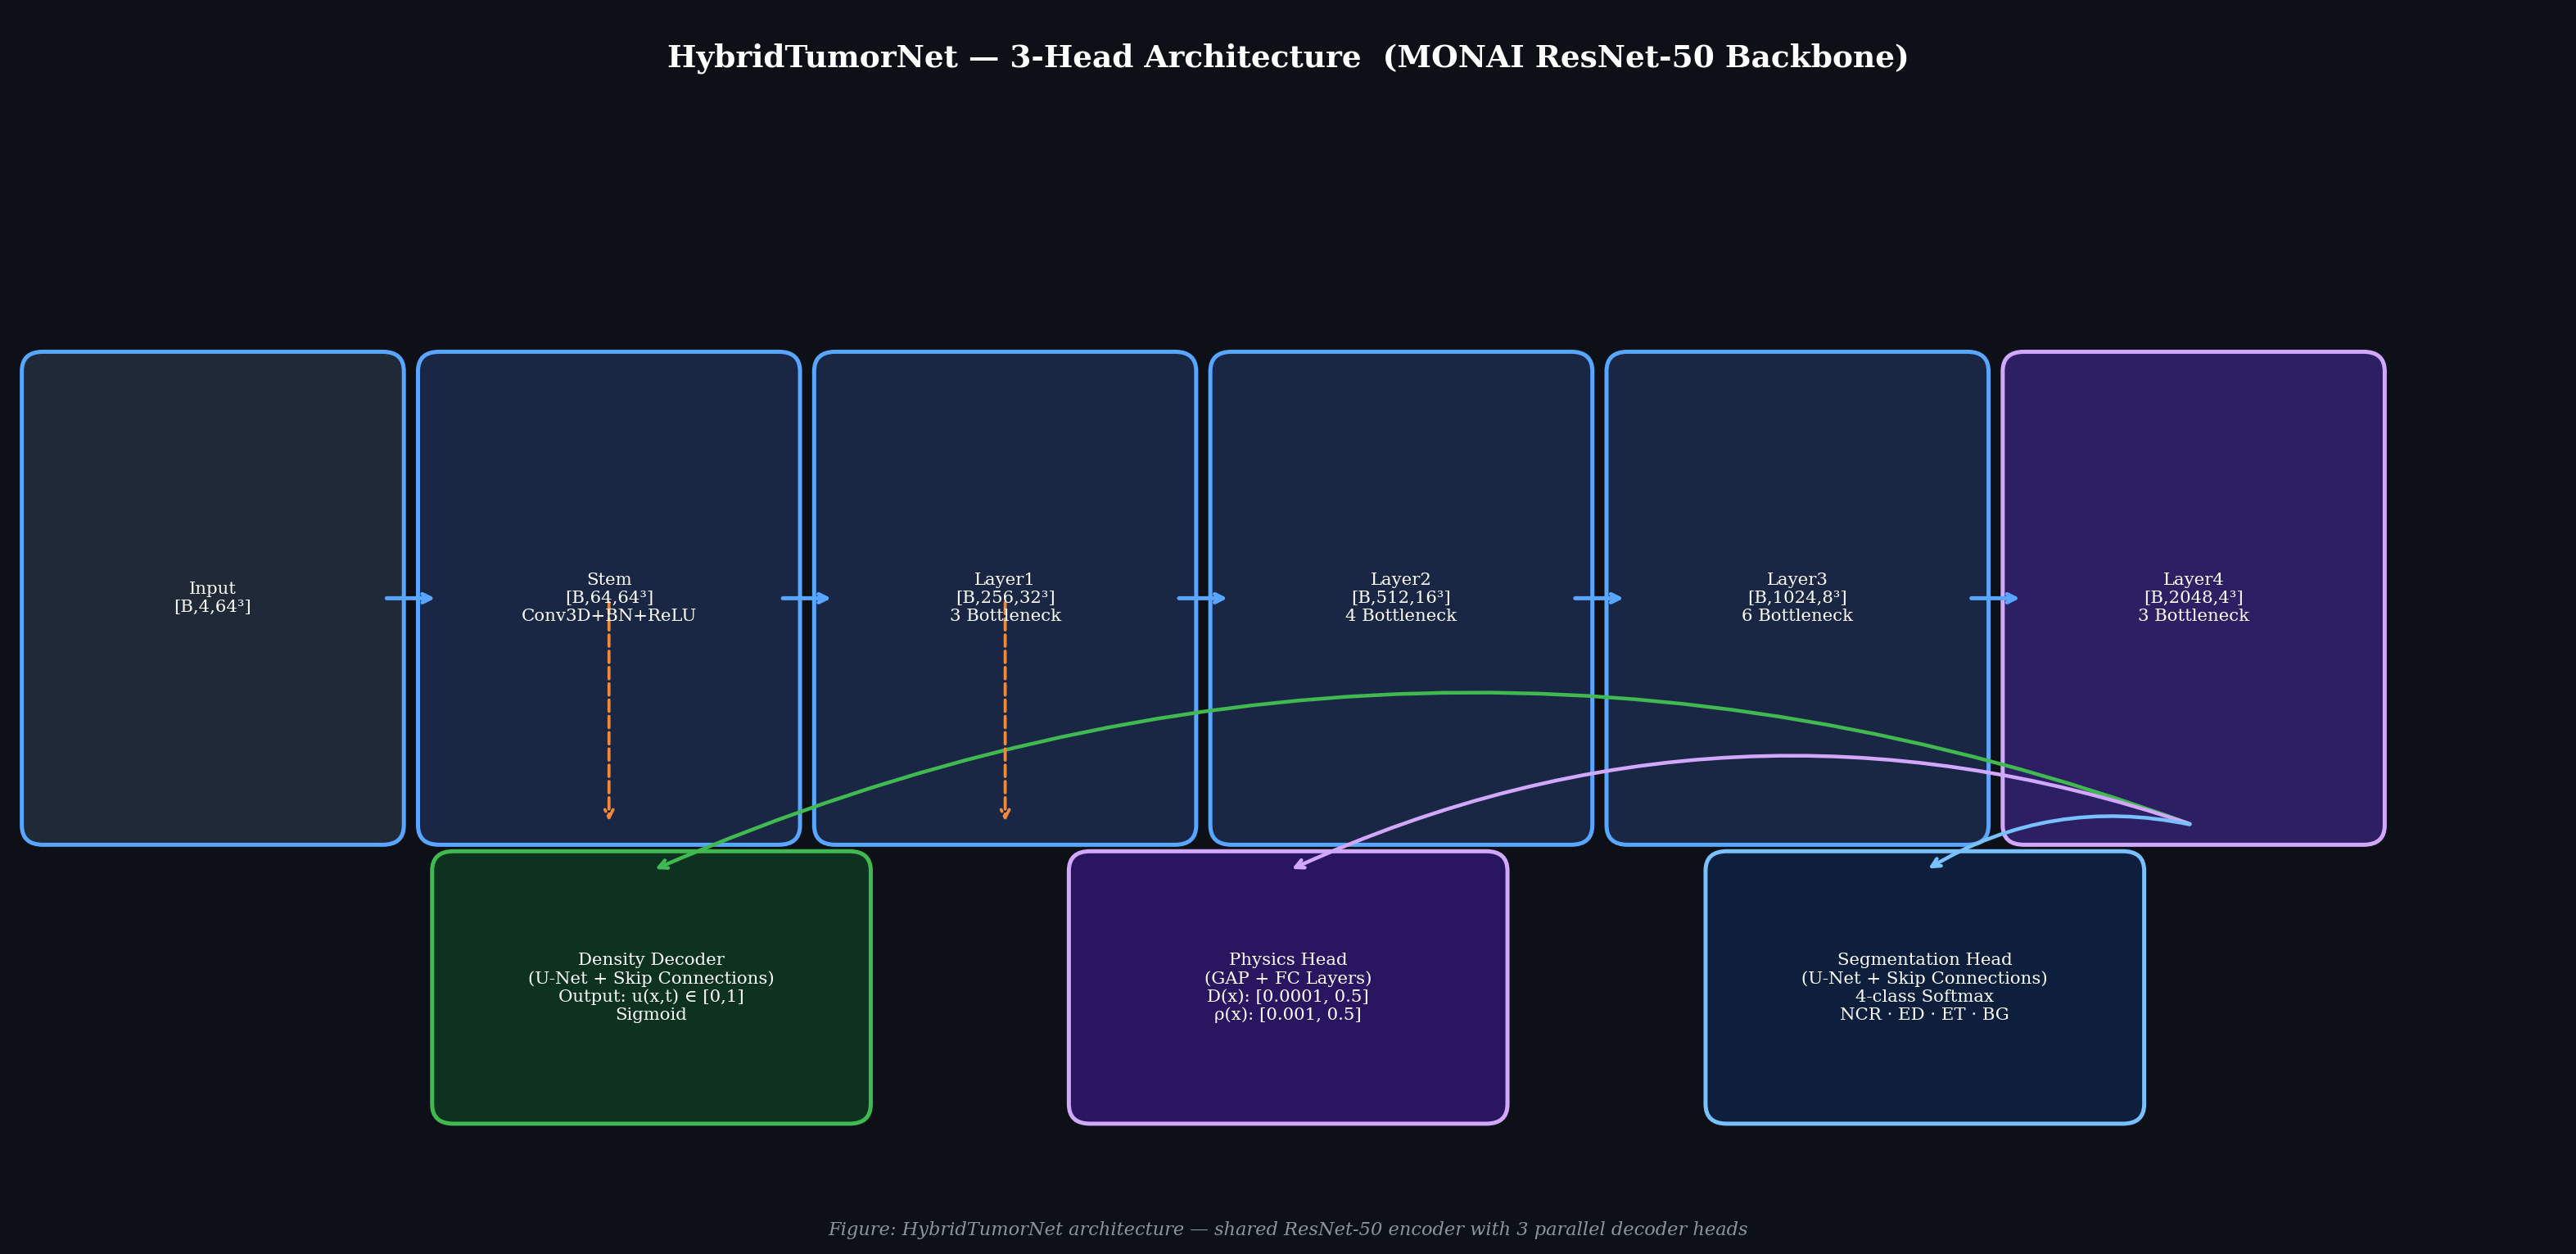 HybridTumorNet — 3-Head Architecture (MONAI ResNet-50 Backbone)
Input
[B,4,64³]
Stem
[B,64,64³]
Conv3D+BN+ReLU
Layer1
[B,256,32³]
3 Bottleneck
Layer2
[B,512,16³]
4 Bottleneck
Layer3
[B,1024,8³]
6 Bottleneck
Layer4
[B,2048,4³]
3 Bottleneck
Density Decoder
(U-Net + Skip Connections)
Output: u(x,t) ∈ [0,1]
Sigmoid
Physics Head
(GAP + FC Layers)
D(x): [0.0001, 0.5]
ρ(x): [0.001, 0.5]
Segmentation Head
(U-Net + Skip Connections)
4-class Softmax
NCR · ED · ET · BG
Figure: HybridTumorNet architecture — shared ResNet-50 encoder with 3 parallel decoder heads